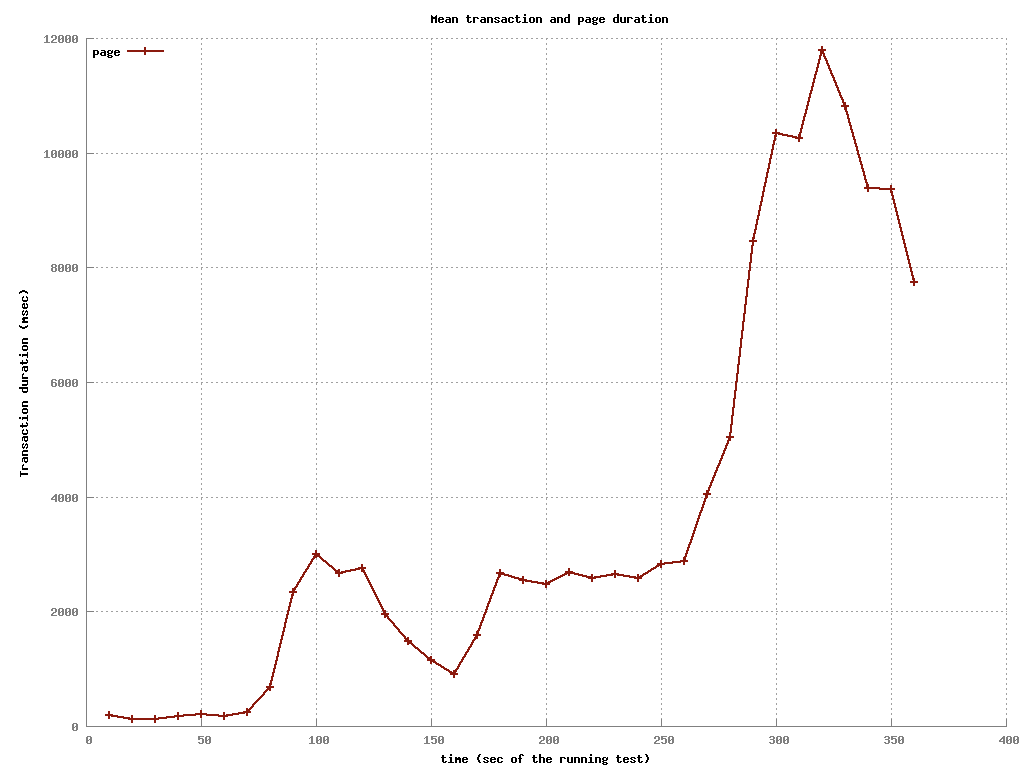 Mean transaction and page duration
page
12000
10000
8000
6000
4000
2000
0
Transaction duration (msec)
0 50 100 150 200 250 300 350 400
time (sec of the running test)